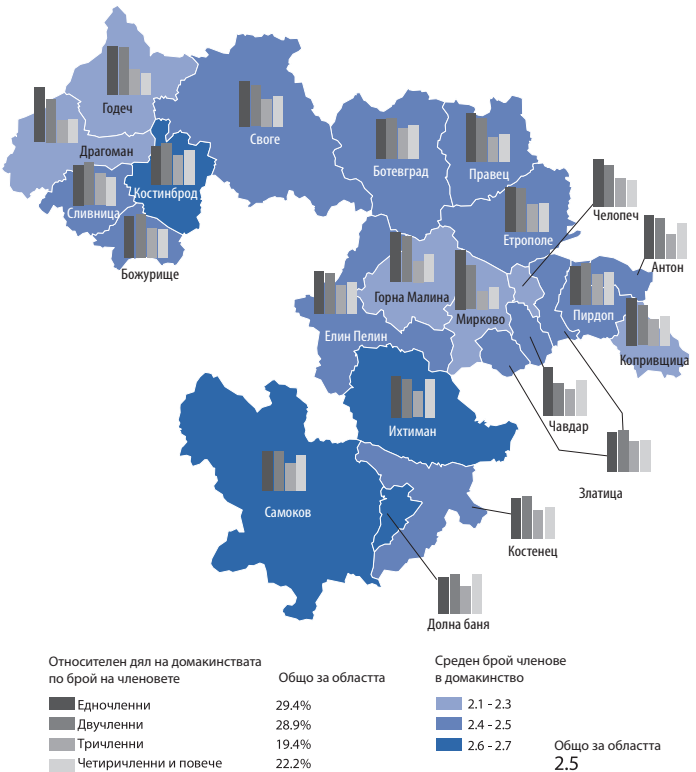 Годеч
Своге
Драгоман
Ботевград
Правец
Костинброд
Сливница
Челопеч
Етрополе
Божурище
Антон
Горна Малина
Мирково
Пирдоп
Елин Пелин
Копривщица
Чавдар
Ихтиман
Златица
Самоков
Костенец
Долна баня
Относителен дял на домакинствата
по брой на членовете
Общо за областта
Едночленни 29.4%
Двучленни 28.9%
Тричленни 19.4%
Четиричленни и повече 22.2%
Среден брой членове
в домакинство
2.1 - 2.3
2.4 - 2.5
2.6 - 2.7
Общо за областта
2.5